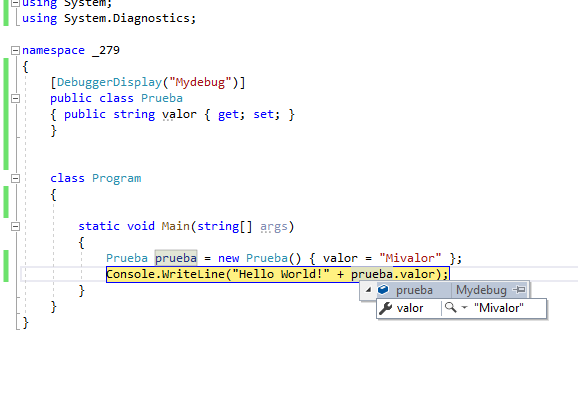 using System;
using System.Diagnostics;
namespace _279
{
[DebuggerDisplay("Mydebug")]
public class Prueba
{ public string valor { get; set; }
}
class Program
{
static void Main(string[] args)
{
Prueba prueba = new Prueba() { valor = "Mivalor" };
Console.WriteLine("Hello World!" + prueba.valor);
prueba Mydebug
}
valor "Mivalor"
}
}